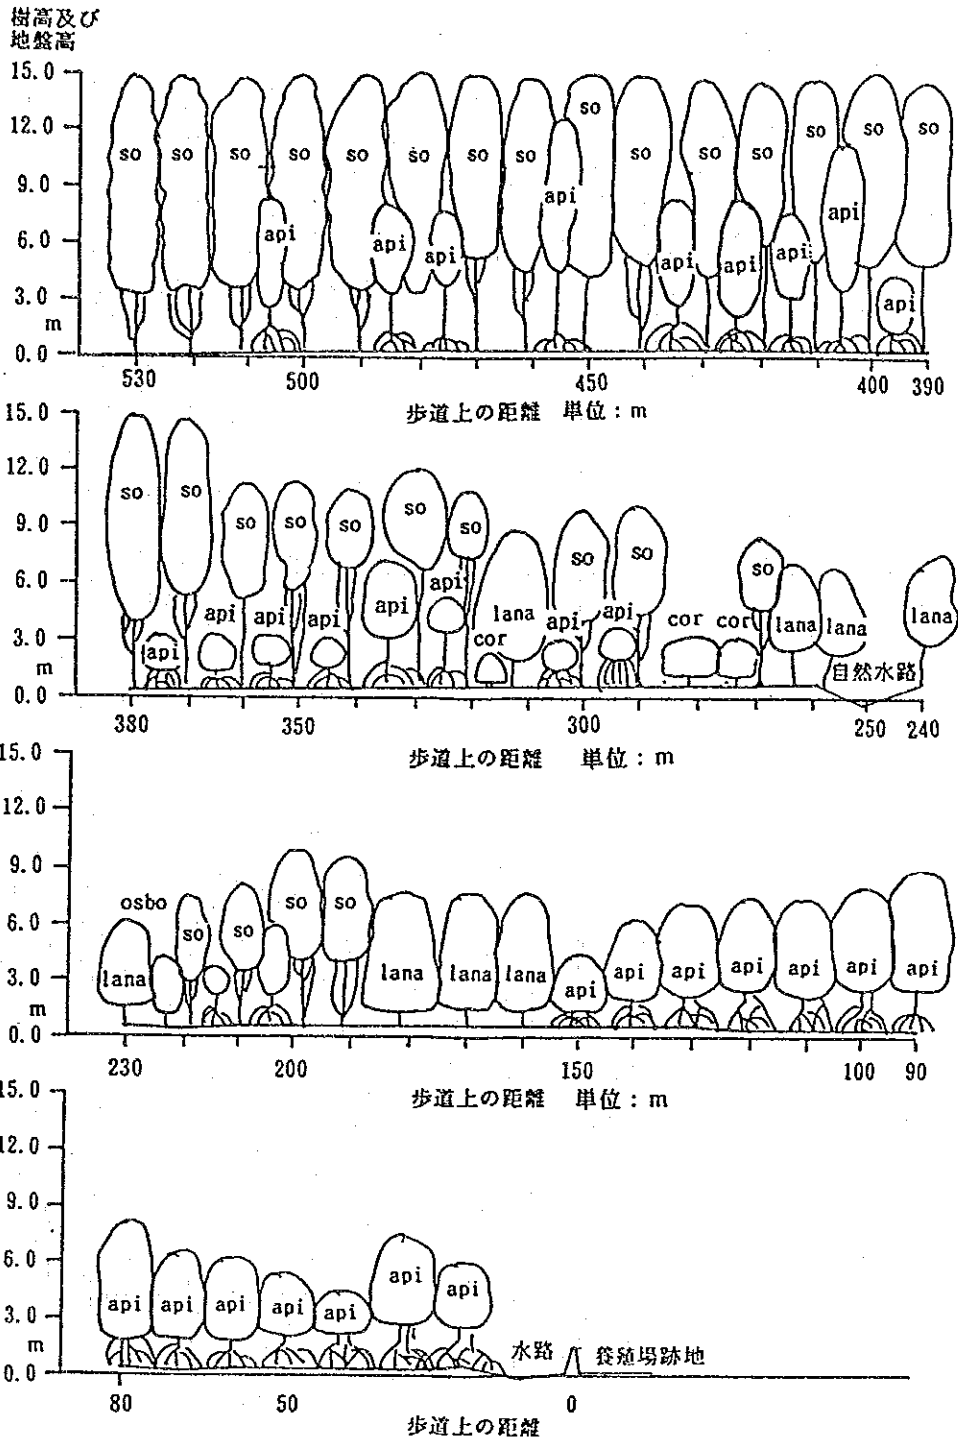 樹高及び
地盤高
15.0
12.0
9.0
6.0
3.0
m
0.0
so so so so so so so so so so so so so so so
api api api api api api api api api
530 500 450 400 390
歩道上の距離 単位：m
15.0
12.0
9.0
6.0
3.0
m
0.0
so so so so so so so so so so
api api api api api api api api
lana cor cor cor lana lana lana
自然水路
380 350 300 250 240
歩道上の距離 単位：m
15.0
12.0
9.0
6.0
3.0
m
0.0
osbo
so so so so
lana lana lana lana api api api api api api api
230 200 150 100 90
歩道上の距離 単位：m
15.0
12.0
9.0
6.0
3.0
m
0.0
api api api api api api api
水路 養殖場跡地
80 50 0
歩道上の距離